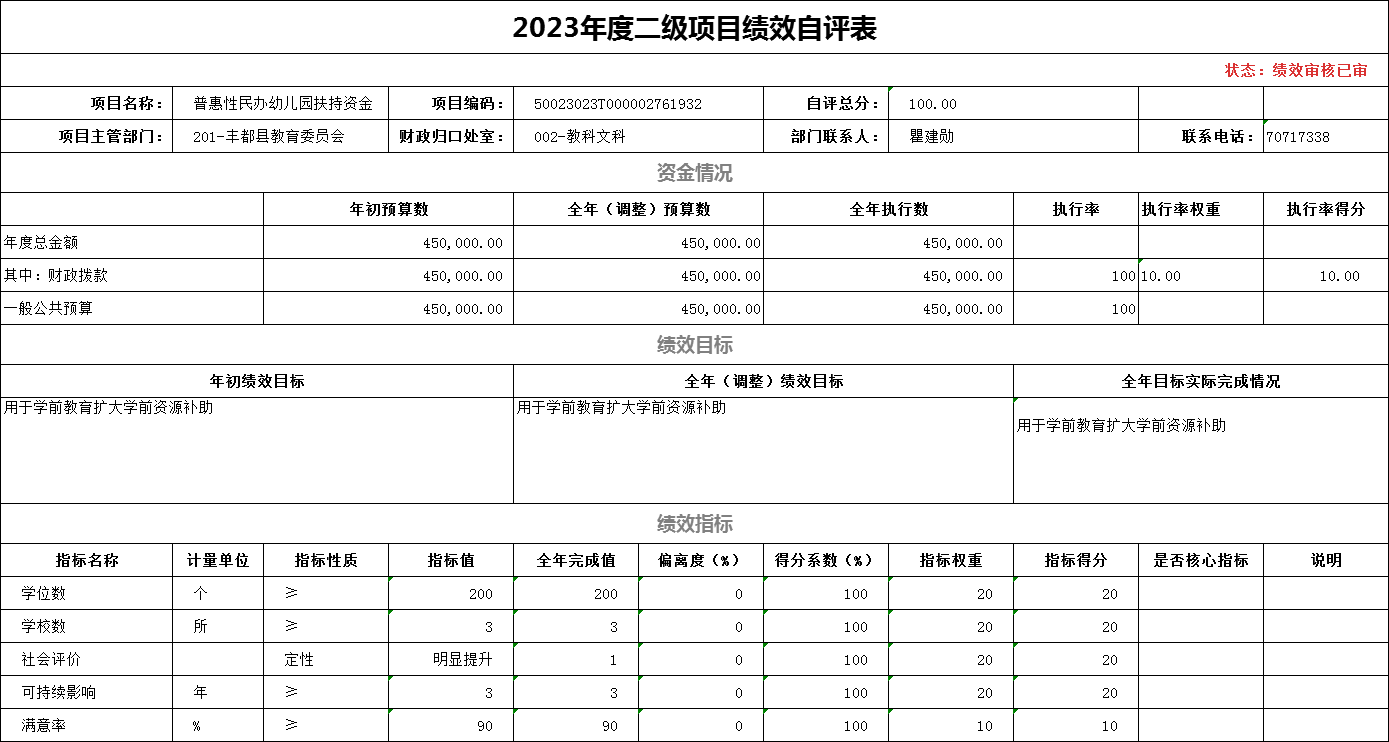 2023年度二级项目绩效自评表
状态：绩效审核已审
项目名称： 普惠性民办幼儿园扶持资金 项目编码： 50023023T000002761932 自评总分： 100.00
项目主管部门： 201-丰都县教育委员会 财政归口处室： 002-教科文科 部门联系人： 瞿建勋 联系电话： 70717338
资金情况
年初预算数 全年（调整）预算数 全年执行数 执行率 执行率权重 执行率得分
年度总金额 450,000.00 450,000.00 450,000.00
其中：财政拨款 450,000.00 450,000.00 450,000.00 100 10.00 10.00
一般公共预算 450,000.00 450,000.00 450,000.00 100
绩效目标
年初绩效目标 全年（调整）绩效目标 全年目标实际完成情况
用于学前教育扩大学前资源补助 用于学前教育扩大学前资源补助 用于学前教育扩大学前资源补助
绩效指标
指标名称 计量单位 指标性质 指标值 全年完成值 偏离度（%） 得分系数（%） 指标权重 指标得分 是否核心指标 说明
学位数 个 ≥ 200 200 0 100 20 20
学校数 所 ≥ 3 3 0 100 20 20
社会评价 定性 明显提升 1 0 100 20 20
可持续影响 年 ≥ 3 3 0 100 20 20
满意率 % ≥ 90 90 0 100 10 10